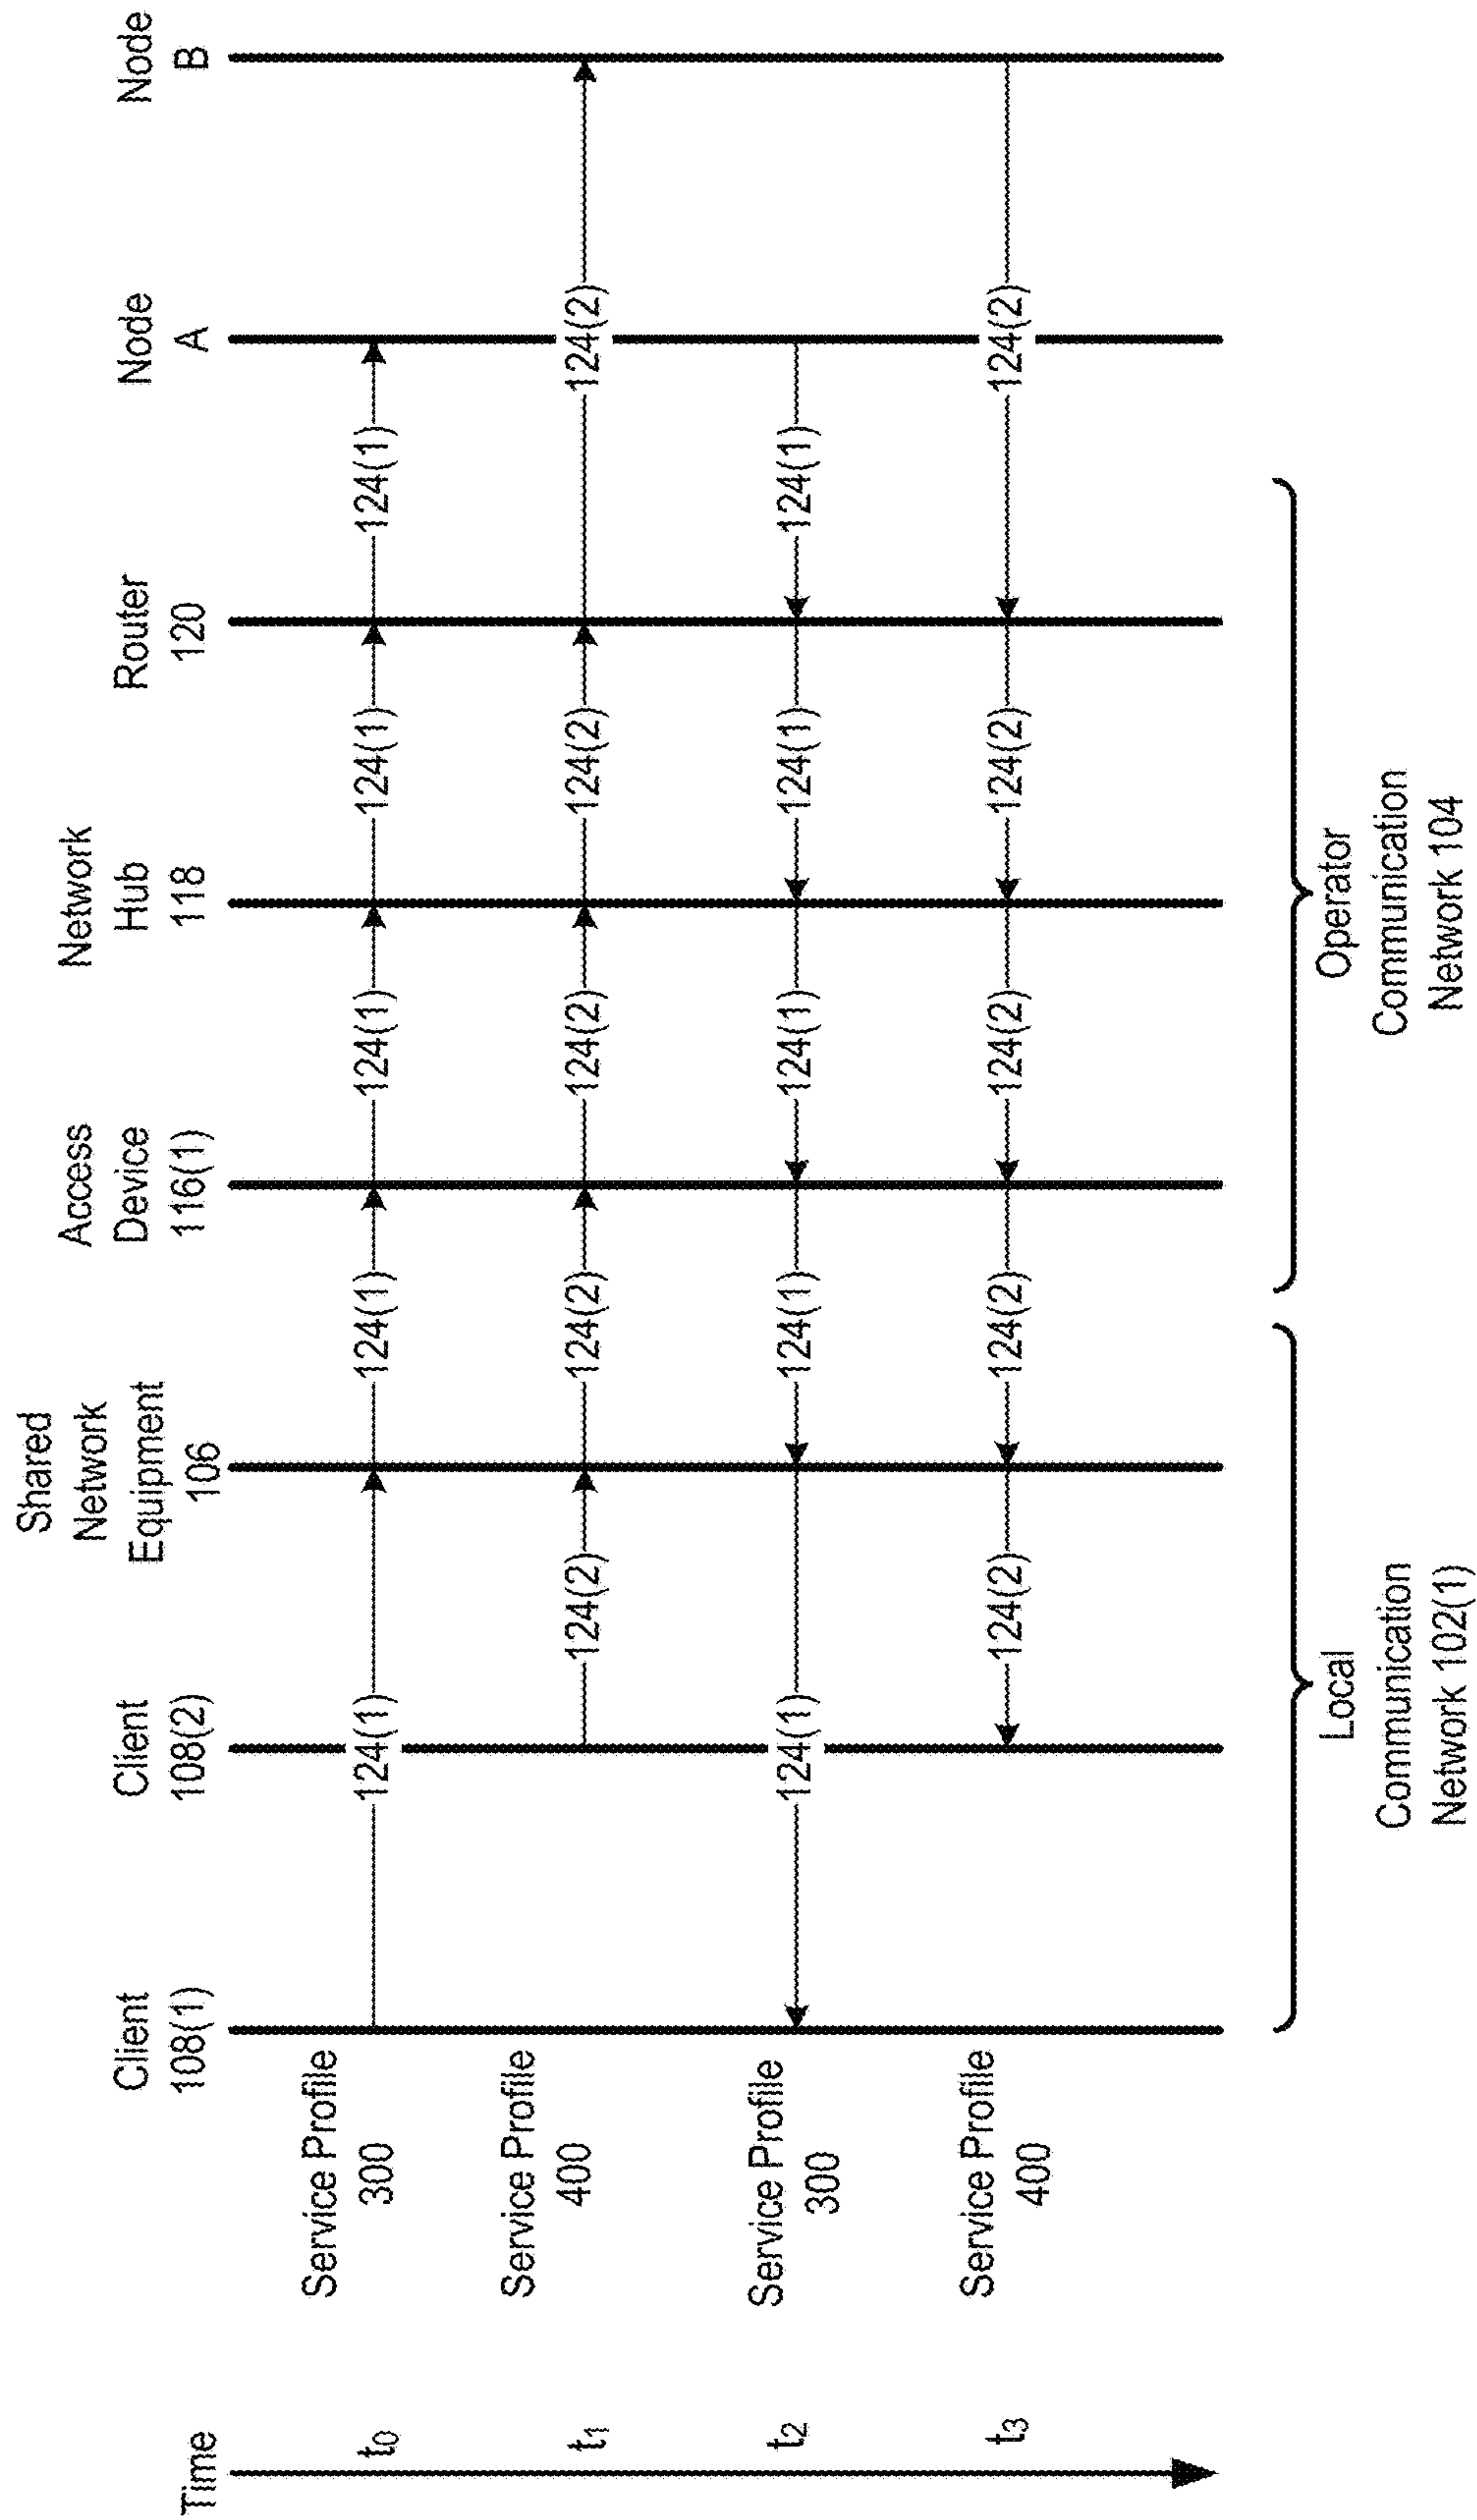 Time
Client
108(1)
Client
108(2)
Shared
Network
Equipment
106
Access
Device
116(1)
Network
Hub
118
Router
120
Node
A
Node
B
t0
Service Profile
300
124(1)
124(1)
124(1)
124(1)
124(1)
t1
Service Profile
400
124(2)
124(2)
124(2)
124(2)
124(2)
t2
Service Profile
300
124(1)
124(1)
124(1)
124(1)
124(1)
t3
Service Profile
400
124(2)
124(2)
124(2)
124(2)
124(2)
Local
Communication
Network 102(1)
Operator
Communication
Network 104